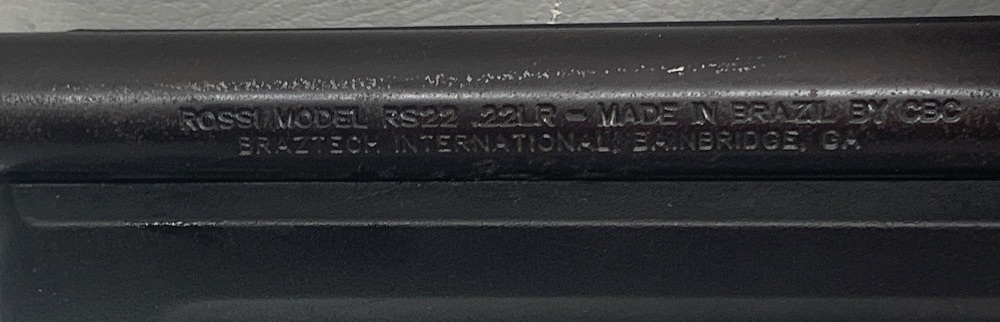 ROSSI MODEL RS22 .22LR - MADE IN BRAZIL BY CBC
BRAZTECH INTERNATIONAL, BAINBRIDGE, GA